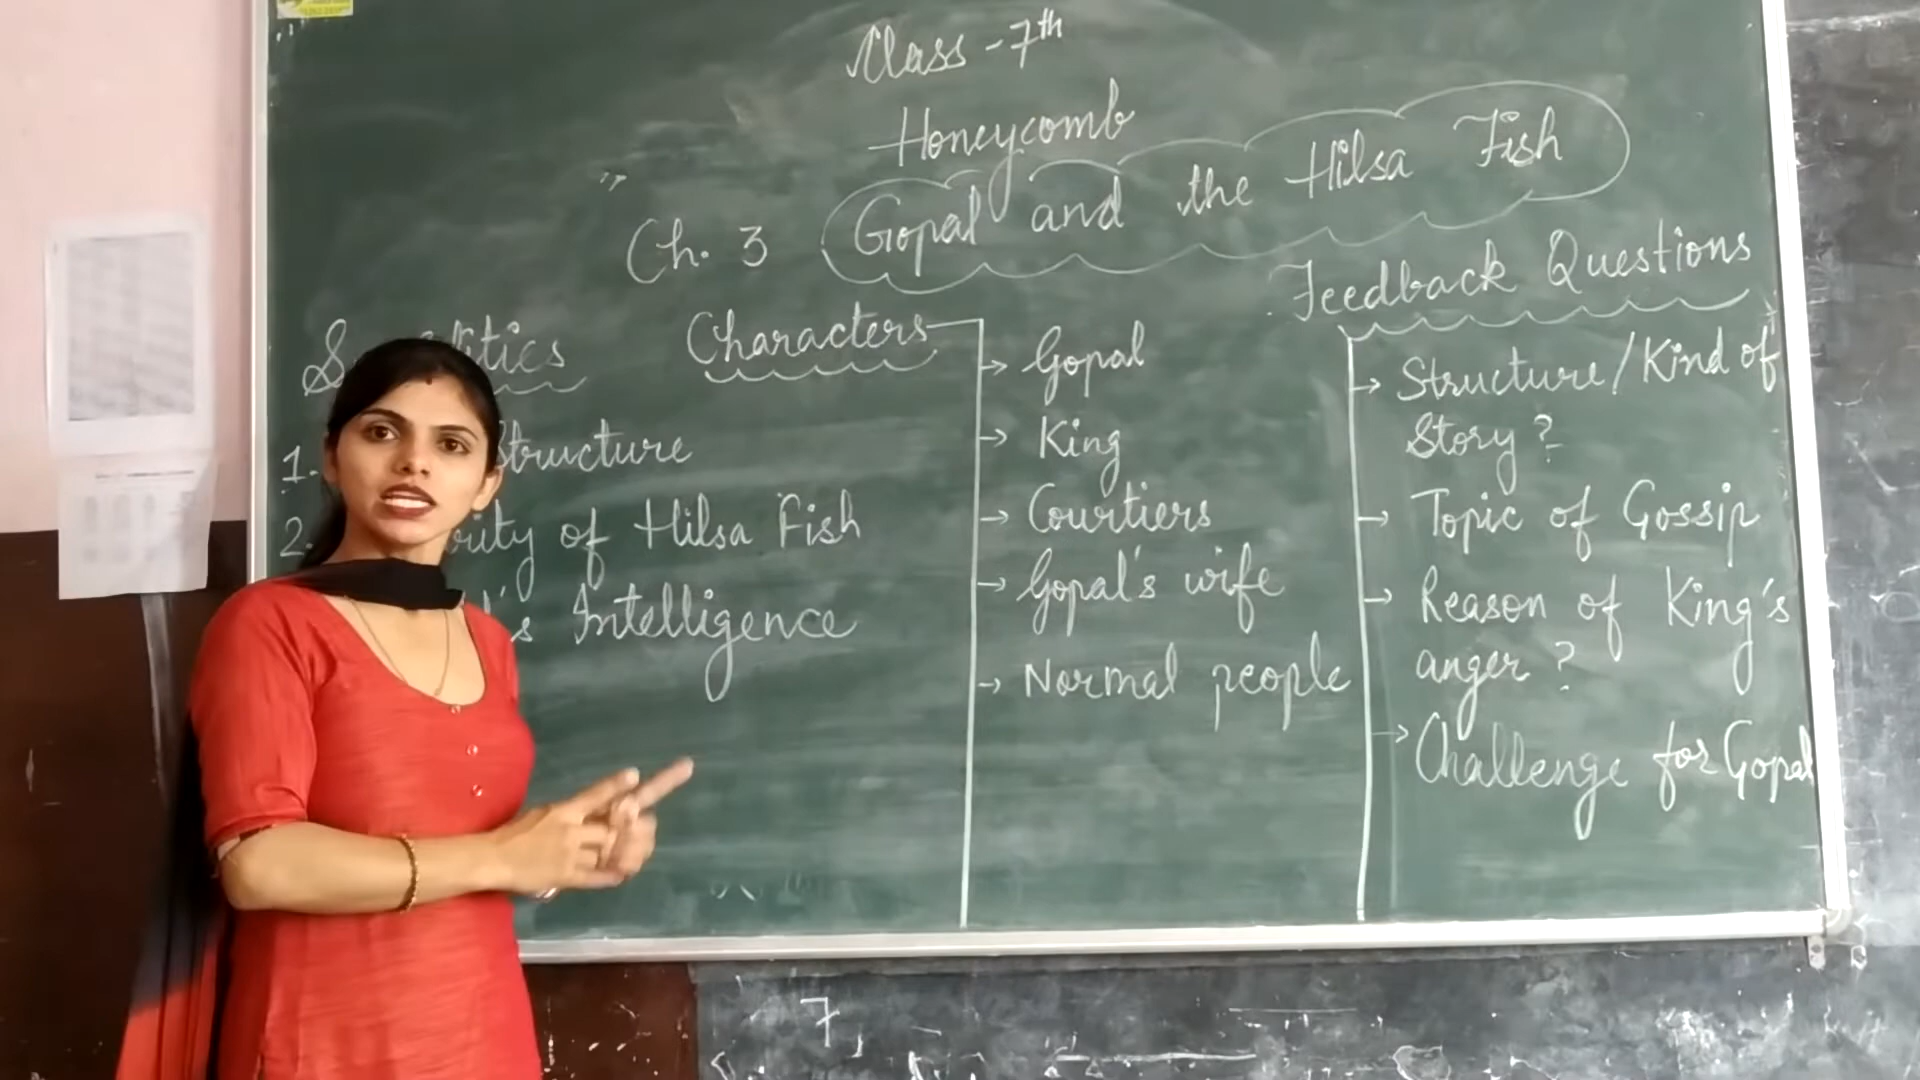 Class - 7th
Honeycomb
Ch. 3 Gopal and the Hilsa Fish
Characters
→ Gopal
→ King
→ Courtiers
→ Gopal's wife
→ Normal people
Feedback Questions
→ Structure/Kind of
Story?
→ Topic of Gossip
→ Reason of King's
anger?
→ Challenge for Gopal
1. Structure
2. of Hilsa Fish
Intelligence
7